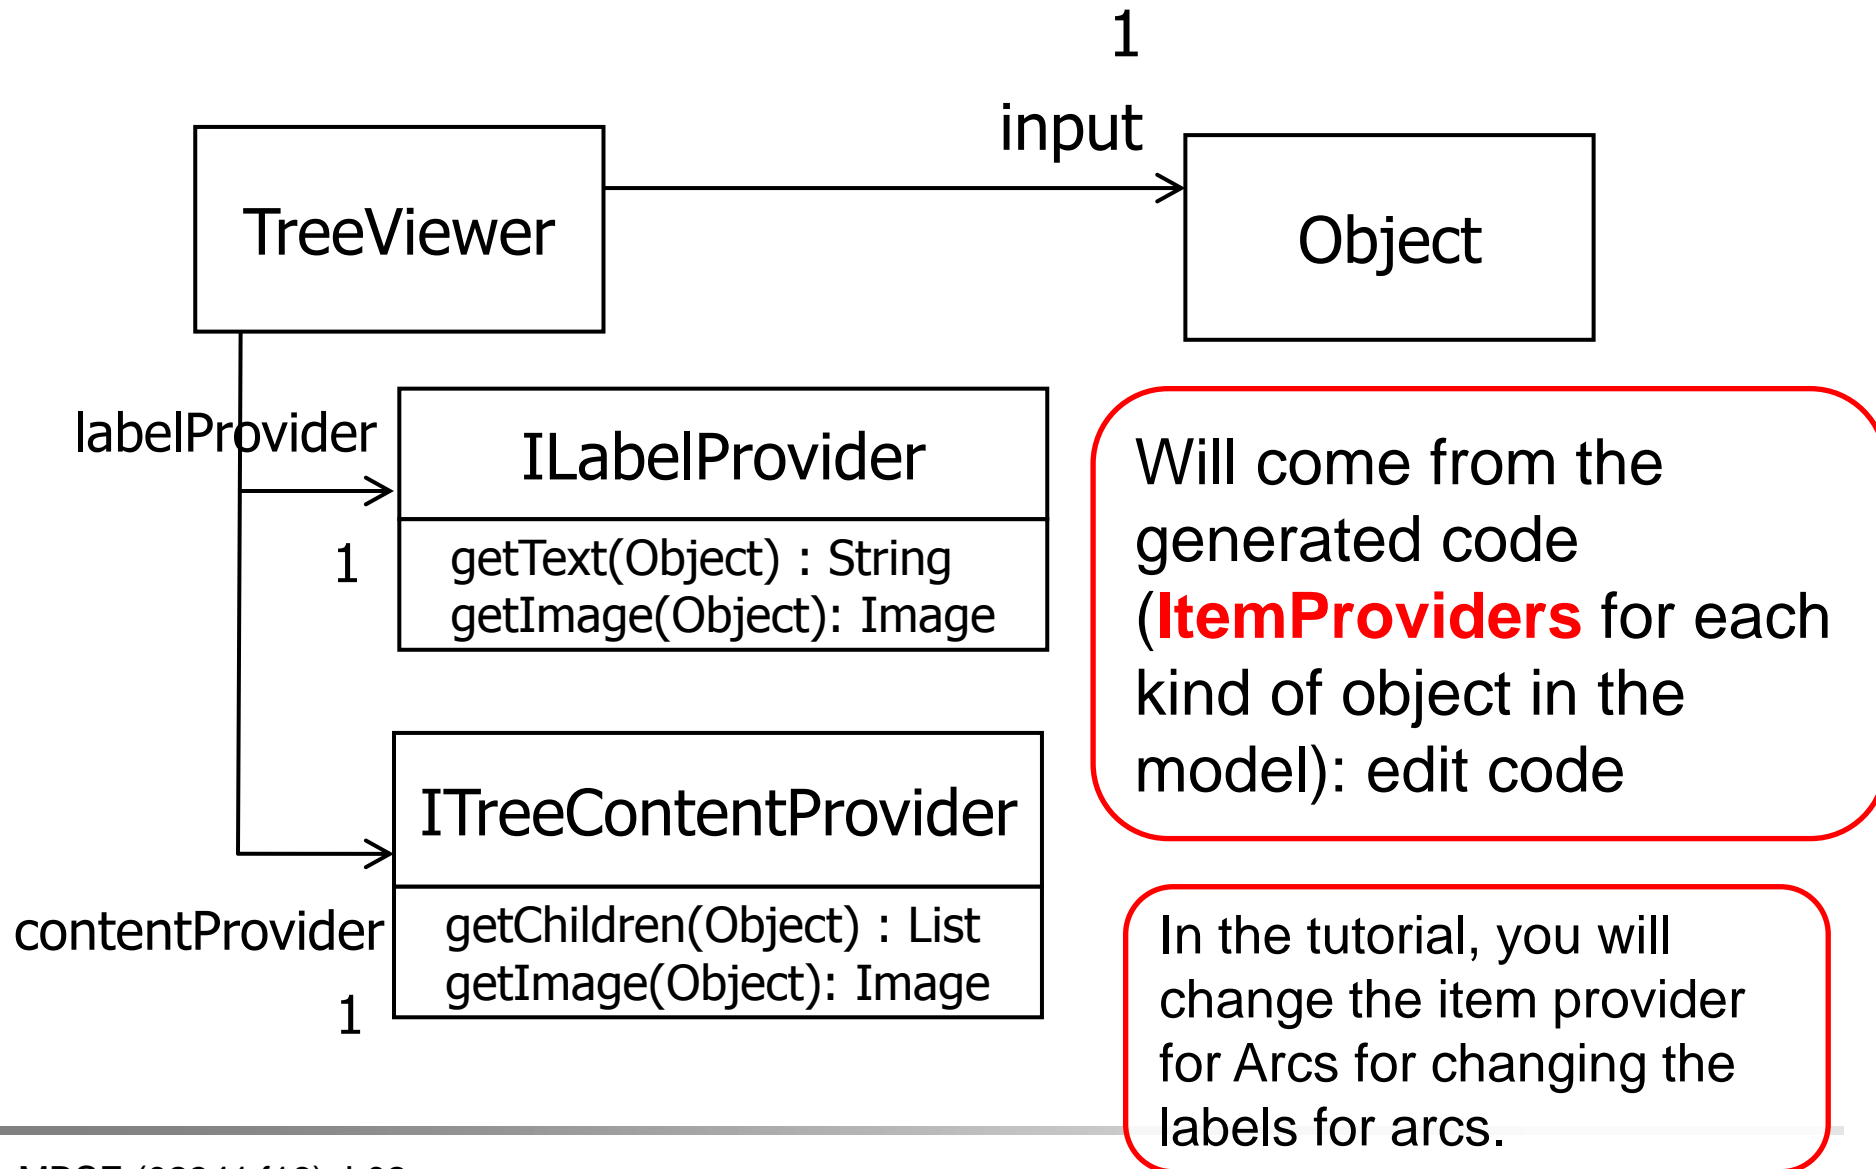 1
input
TreeViewer
Object
labelProvider
1
ILabelProvider
getText(Object) : String
getImage(Object): Image
Will come from the
generated code
(ItemProviders for each
kind of object in the
model): edit code
ITreeContentProvider
getChildren(Object) : List
getImage(Object): Image
contentProvider
1
In the tutorial, you will
change the item provider
for Arcs for changing the
labels for arcs.